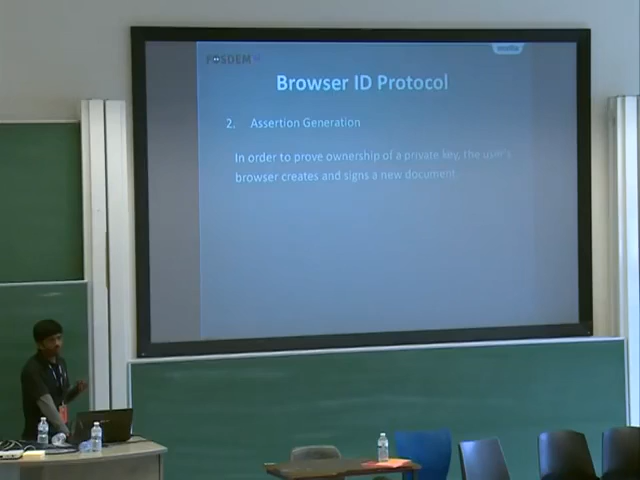 FOSDEM
mozilla
Browser ID Protocol
2. Assertion Generation
In order to prove ownership of a private key, the user's
browser creates and signs a new document